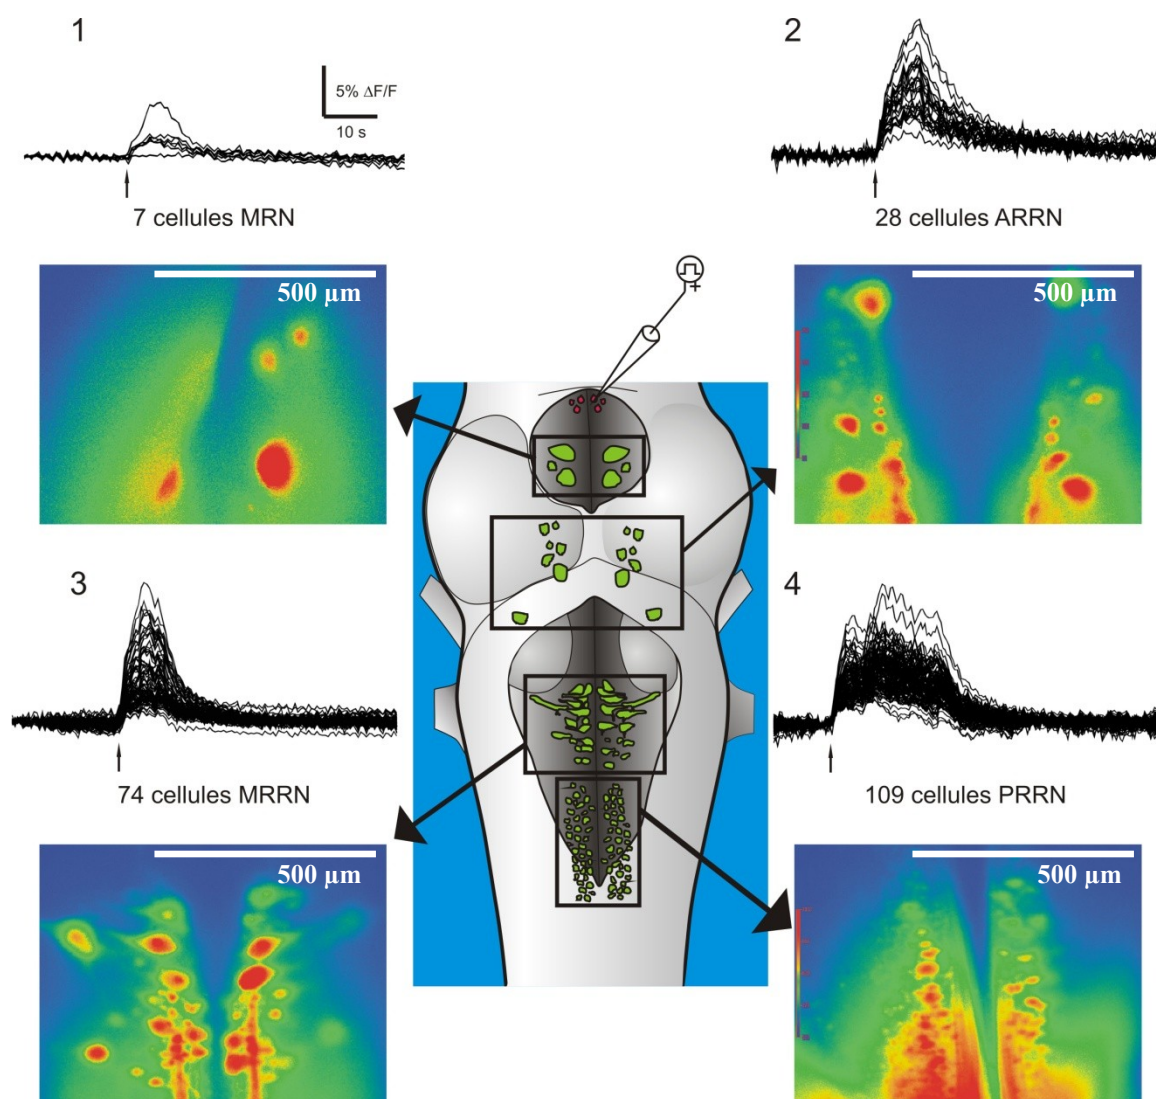 1
5% ΔF/F
10 s
7 cellules MRN
500 µm
2
28 cellules ARRN
500 µm
+
3
74 cellules MRRN
500 µm
4
109 cellules PRRN
500 µm